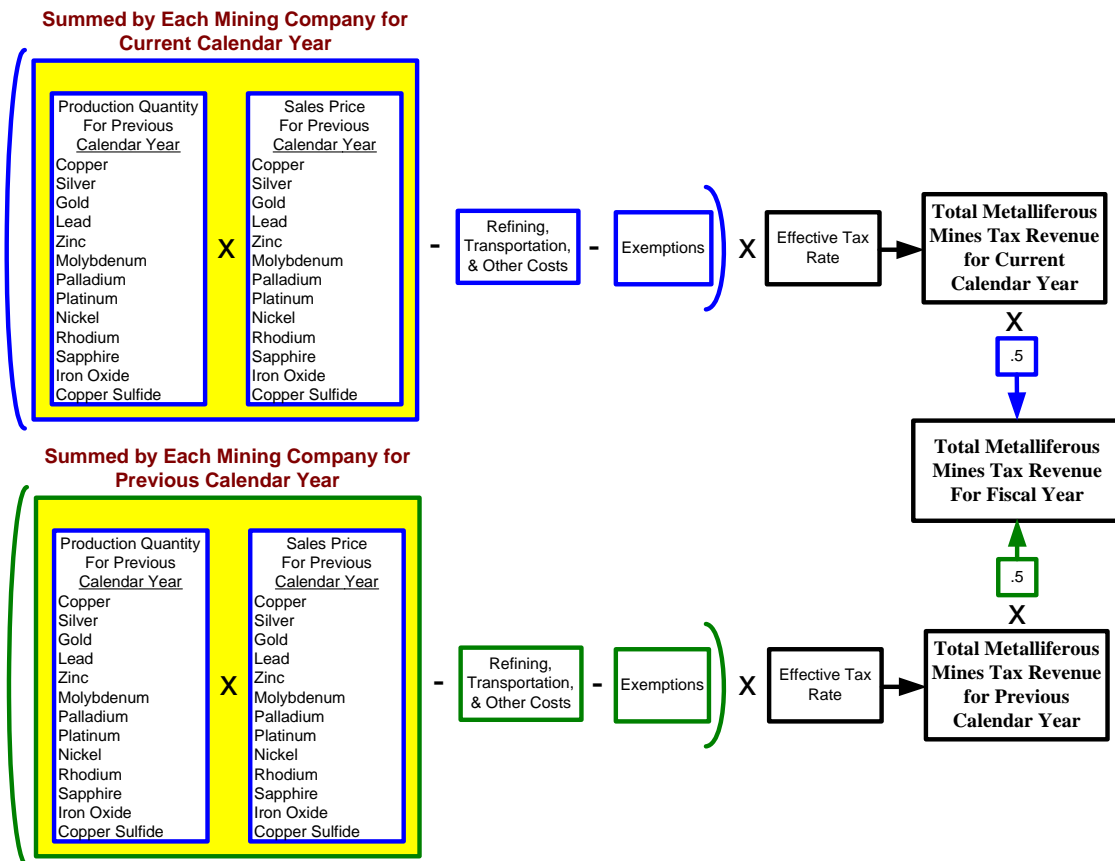 Summed by Each Mining Company for
Current Calendar Year
Production Quantity
For Previous
Calendar Year
Copper
Silver
Gold
Lead
Zinc
Molybdenum
Palladium
Platinum
Nickel
Rhodium
Sapphire
Iron Oxide
Copper Sulfide
X
Sales Price
For Previous
Calendar Year
Copper
Silver
Gold
Lead
Zinc
Molybdenum
Palladium
Platinum
Nickel
Rhodium
Sapphire
Iron Oxide
Copper Sulfide
-
Refining,
Transportation,
& Other Costs
-
Exemptions
X
Effective Tax
Rate
Total Metalliferous
Mines Tax Revenue
for Current
Calendar Year
X
.5
Total Metalliferous
Mines Tax Revenue
For Fiscal Year
Summed by Each Mining Company for
Previous Calendar Year
Production Quantity
For Previous
Calendar Year
Copper
Silver
Gold
Lead
Zinc
Molybdenum
Palladium
Platinum
Nickel
Rhodium
Sapphire
Iron Oxide
Copper Sulfide
X
Sales Price
For Previous
Calendar Year
Copper
Silver
Gold
Lead
Zinc
Molybdenum
Palladium
Platinum
Nickel
Rhodium
Sapphire
Iron Oxide
Copper Sulfide
-
Refining,
Transportation,
& Other Costs
-
Exemptions
X
Effective Tax
Rate
.5
X
Total Metalliferous
Mines Tax Revenue
for Previous
Calendar Year